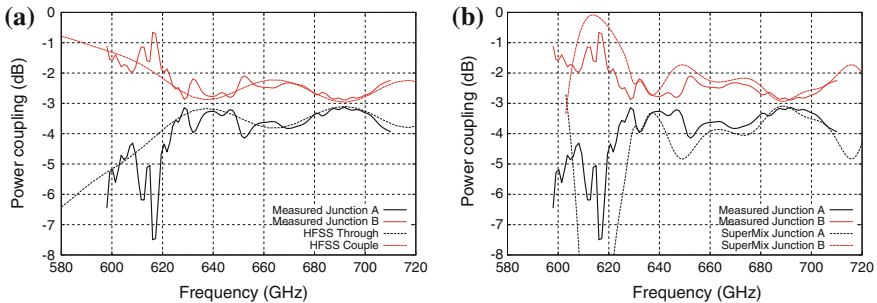 (a)
0
-1
-2
-3
-4
-5
-6
-7
-8
Power coupling (dB)
580 600 620 640 660 680 700 720
Frequency (GHz)
Measured Junction A
Measured Junction B
HFSS Through
HFSS Couple
(b)
0
-1
-2
-3
-4
-5
-6
-7
-8
Power coupling (dB)
580 600 620 640 660 680 700 720
Frequency (GHz)
Measured Junction A
Measured Junction B
SuperMix Junction A
SuperMix Junction B